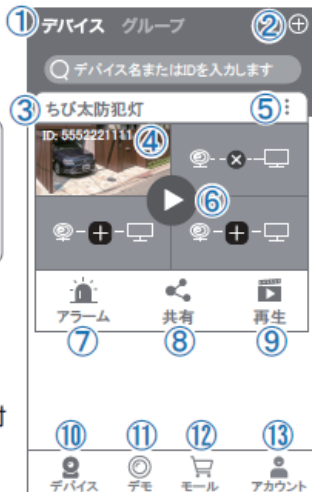 ① デバイス グループ ②
デバイス名またはIDを入力します
③ ちび太防犯灯 ⑤
ID: 5552221111 ④
⑥
アラーム 共有 再生
⑦ ⑧ ⑨
⑩ ⑪ ⑫ ⑬
デバイス デモ モール アカウント